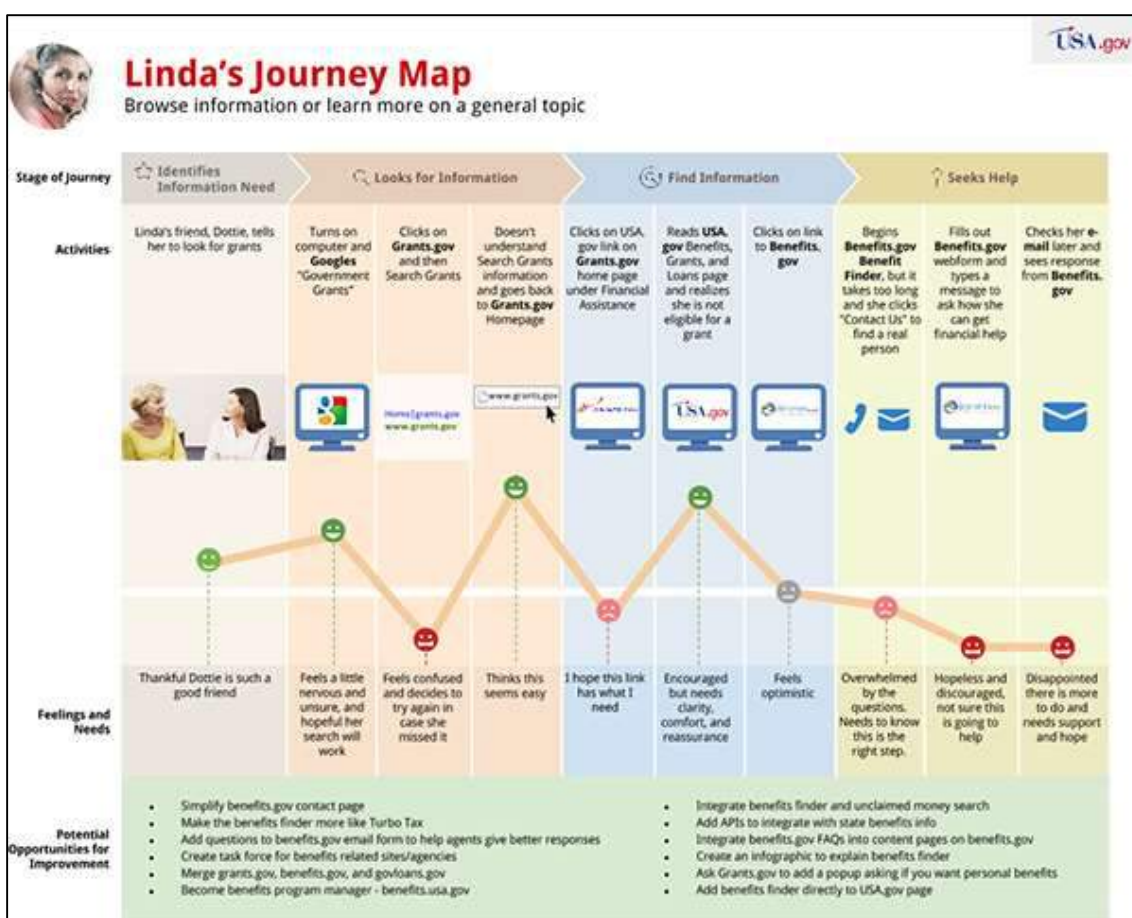 USA.gov
Linda's Journey Map
Browse information or learn more on a general topic
Stage of Journey
Identifies
Information Need
Looks for Information
Find Information
Seeks Help
Activities
Linda's friend, Dottie, tells
her to look for grants
Turns on
computer and
Googles
"Government
Grants"
Clicks on
Grants.gov
and then
Search Grants
Doesn't
understand
Search Grants
information
and goes back
to Grants.gov
Homepage
Clicks on USA.
gov link on
Grants.gov
home page
under Financial
Assistance
Reads USA.
gov Benefits,
Grants, and
Loans page
and realizes
she is not
eligible for a
grant
Clicks on link
to Benefits.
gov
Begins
Benefits.gov
Benefit
Finder, but it
takes too long
and she clicks
"Contact Us" to
find a real
person
Fills out
Benefits.gov
webform and
types a
message to
ask how she
can get
financial help
Checks her e-
mail later and
sees response
from Benefits.
gov
Home|grants.gov
www.grants.gov
www.grants.gov
USA.gov
Feelings and
Needs
Thankful Dottie is such a
good friend
Feels a little
nervous and
unsure, and
hopeful her
search will
work
Feels confused
and decides to
try again in
case she
missed it
Thinks this
seems easy
I hope this link
has what I
need
Encouraged
but needs
clarity,
comfort, and
reassurance
Feels
optimistic
Overwhelmed
by the
questions.
Needs to know
this is the
right step.
Hopeless and
discouraged,
not sure this
is going to
help
Disappointed
there is more
to do and
needs support
and hope
Potential
Opportunities for
Improvement
• Simplify benefits.gov contact page
• Make the benefits finder more like Turbo Tax
• Add questions to benefits.gov email form to help agents give better responses
• Create task force for benefits related sites/agencies
• Merge grants.gov, benefits.gov, and govloans.gov
• Become benefits program manager - benefits.usa.gov
• Integrate benefits finder and unclaimed money search
• Add APIs to integrate with state benefits info
• Integrate benefits.gov FAQs into content pages on benefits.gov
• Create an infographic to explain benefits finder
• Ask Grants.gov to add a popup asking if you want personal benefits
• Add benefits finder directly to USA.gov page